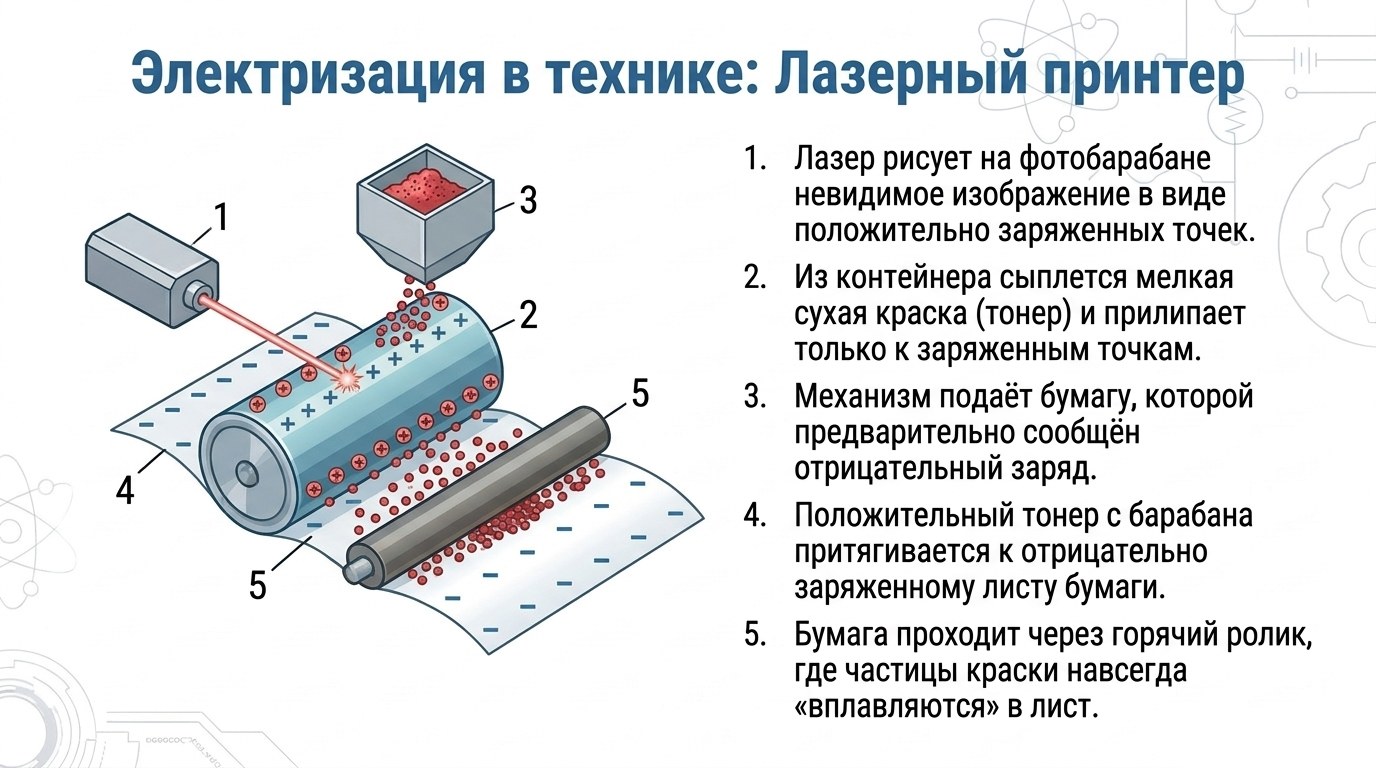 Электризация в технике: Лазерный принтер
1
3
2
5
4
5
1. Лазер рисует на фотобарабане
невидимое изображение в виде
положительно заряженных точек.
2. Из контейнера сыплется мелкая
сухая краска (тонер) и прилипает
только к заряженным точкам.
3. Механизм подаёт бумагу, которой
предварительно сообщён
отрицательный заряд.
4. Положительный тонер с барабана
притягивается к отрицательно
заряженному листу бумаги.
5. Бумага проходит через горячий ролик,
где частицы краски навсегда
«вплавляются» в лист.